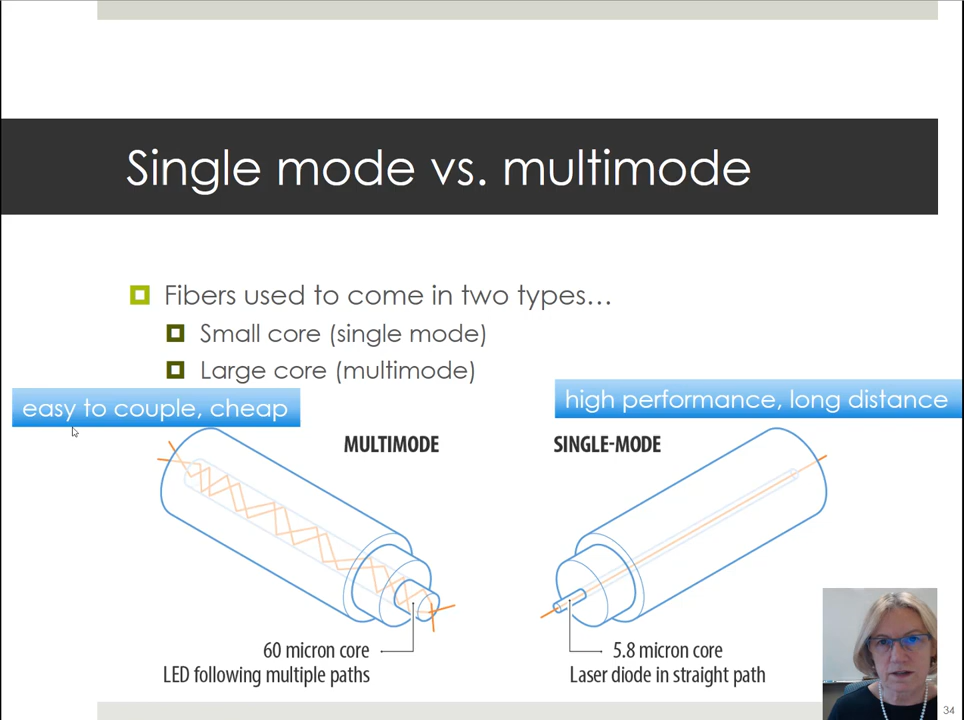 Single mode vs. multimode
Fibers used to come in two types…
Small core (single mode)
Large core (multimode)
easy to couple, cheap
high performance, long distance
MULTIMODE
SINGLE-MODE
60 micron core
LED following multiple paths
5.8 micron core
Laser diode in straight path
34